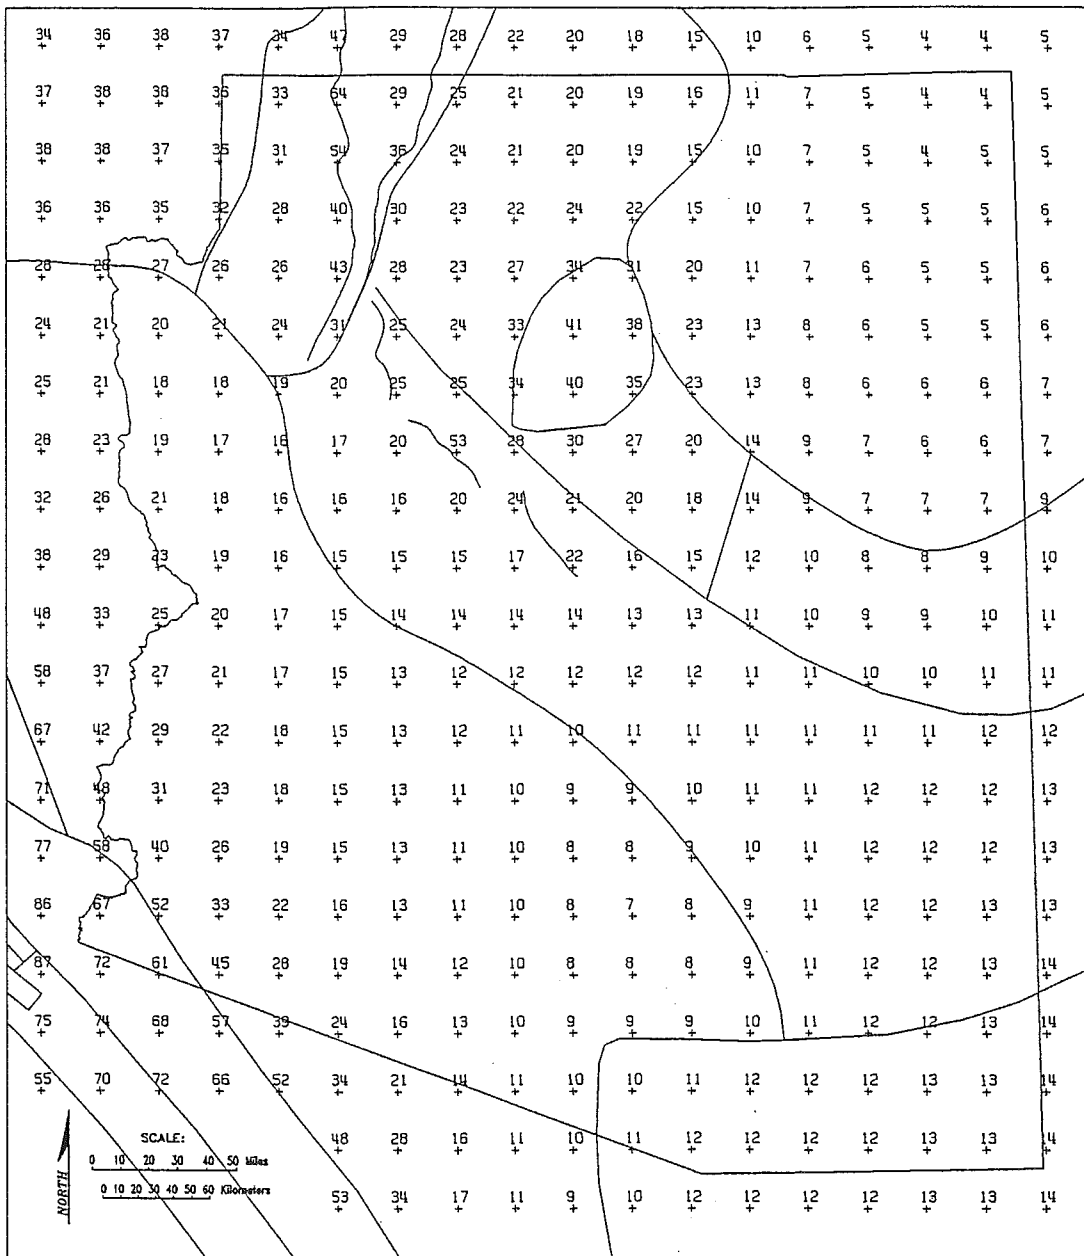 34 36 38 37 34 47 29 28 22 20 18 15 10 6 5 4 4 5
37 38 38 36 33 64 29 25 21 20 19 16 11 7 5 4 4 5
38 38 37 35 31 54 36 24 21 20 19 15 10 7 5 4 5 5
36 36 35 32 28 40 30 23 22 24 22 15 10 7 5 5 5 6
28 28 27 26 26 43 28 23 27 34 31 20 11 7 6 5 5 6
24 21 20 21 24 31 25 24 33 41 38 23 13 8 6 5 5 6
25 21 18 18 19 20 25 25 34 40 35 23 13 8 6 6 6 7
28 23 19 17 16 17 20 53 28 30 27 20 14 9 7 6 6 7
32 26 21 18 16 16 16 20 24 21 20 18 14 9 7 7 7 9
38 29 23 19 16 15 15 15 17 22 16 15 12 10 8 8 9 10
48 33 25 20 17 15 14 14 14 14 13 13 11 10 9 9 10 11
58 37 27 21 17 15 13 12 12 12 12 12 11 11 10 10 11 11
67 42 29 22 18 15 13 12 11 10 11 11 11 11 11 11 12 12
71 48 31 23 18 15 13 11 10 9 9 10 11 11 12 12 12 13
77 58 40 26 19 15 13 11 10 8 8 9 10 11 12 12 12 13
86 67 52 33 22 16 13 11 10 8 7 8 9 11 12 12 13 13
87 72 61 45 28 19 14 12 10 8 8 8 9 11 12 12 13 14
75 74 68 57 39 24 16 13 10 9 9 9 10 11 12 12 13 14
55 70 72 66 52 34 21 14 11 10 10 11 12 12 12 13 13 14
48 28 16 11 10 11 12 12 12 12 13 13 14
53 34 17 11 9 10 12 12 12 12 13 13 14
NORTH
SCALE:
0 10 20 30 40 50 Miles
0 10 20 30 40 50 60 Kilometers